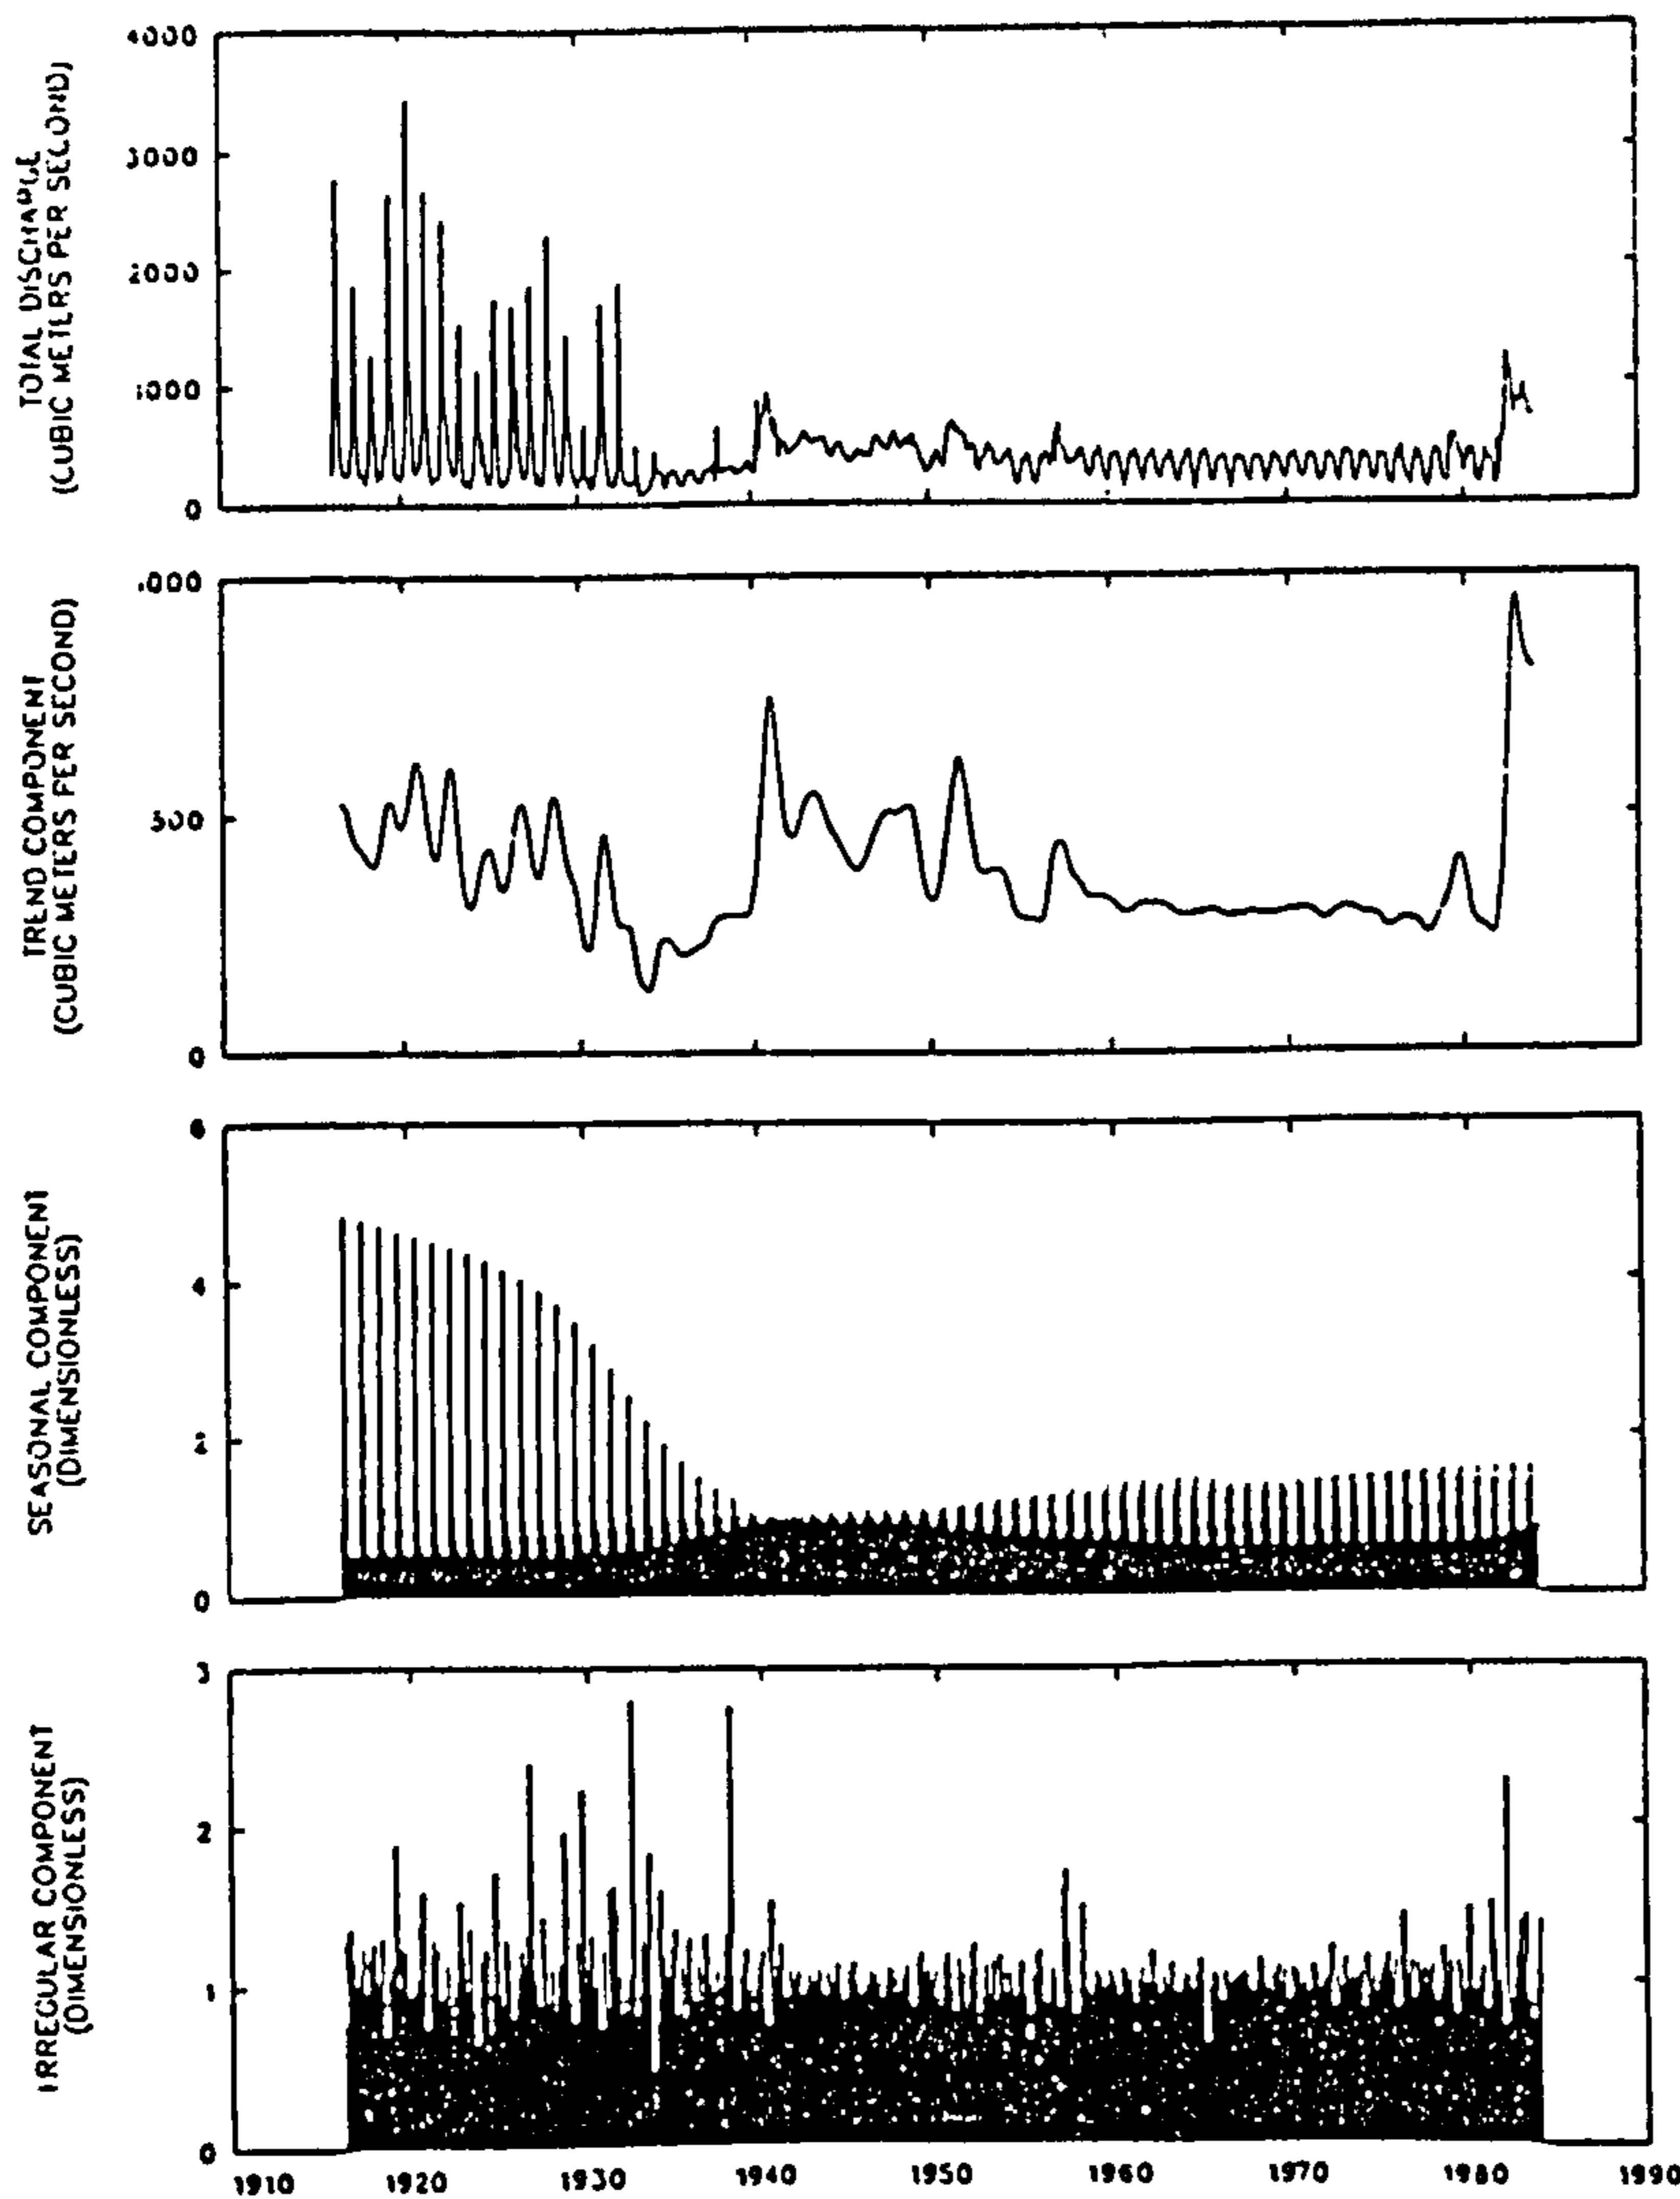 4000
3000
2000
1000
0
TOTAL DISCHARGE
(CUBIC METERS PER SECOND)
1000
500
0
TREND COMPONENT
(CUBIC METERS PER SECOND)
6
4
2
0
SEASONAL COMPONENT
(DIMENSIONLESS)
3
2
1
0
IRREGULAR COMPONENT
(DIMENSIONLESS)
1910 1920 1930 1940 1950 1960 1970 1980 1990